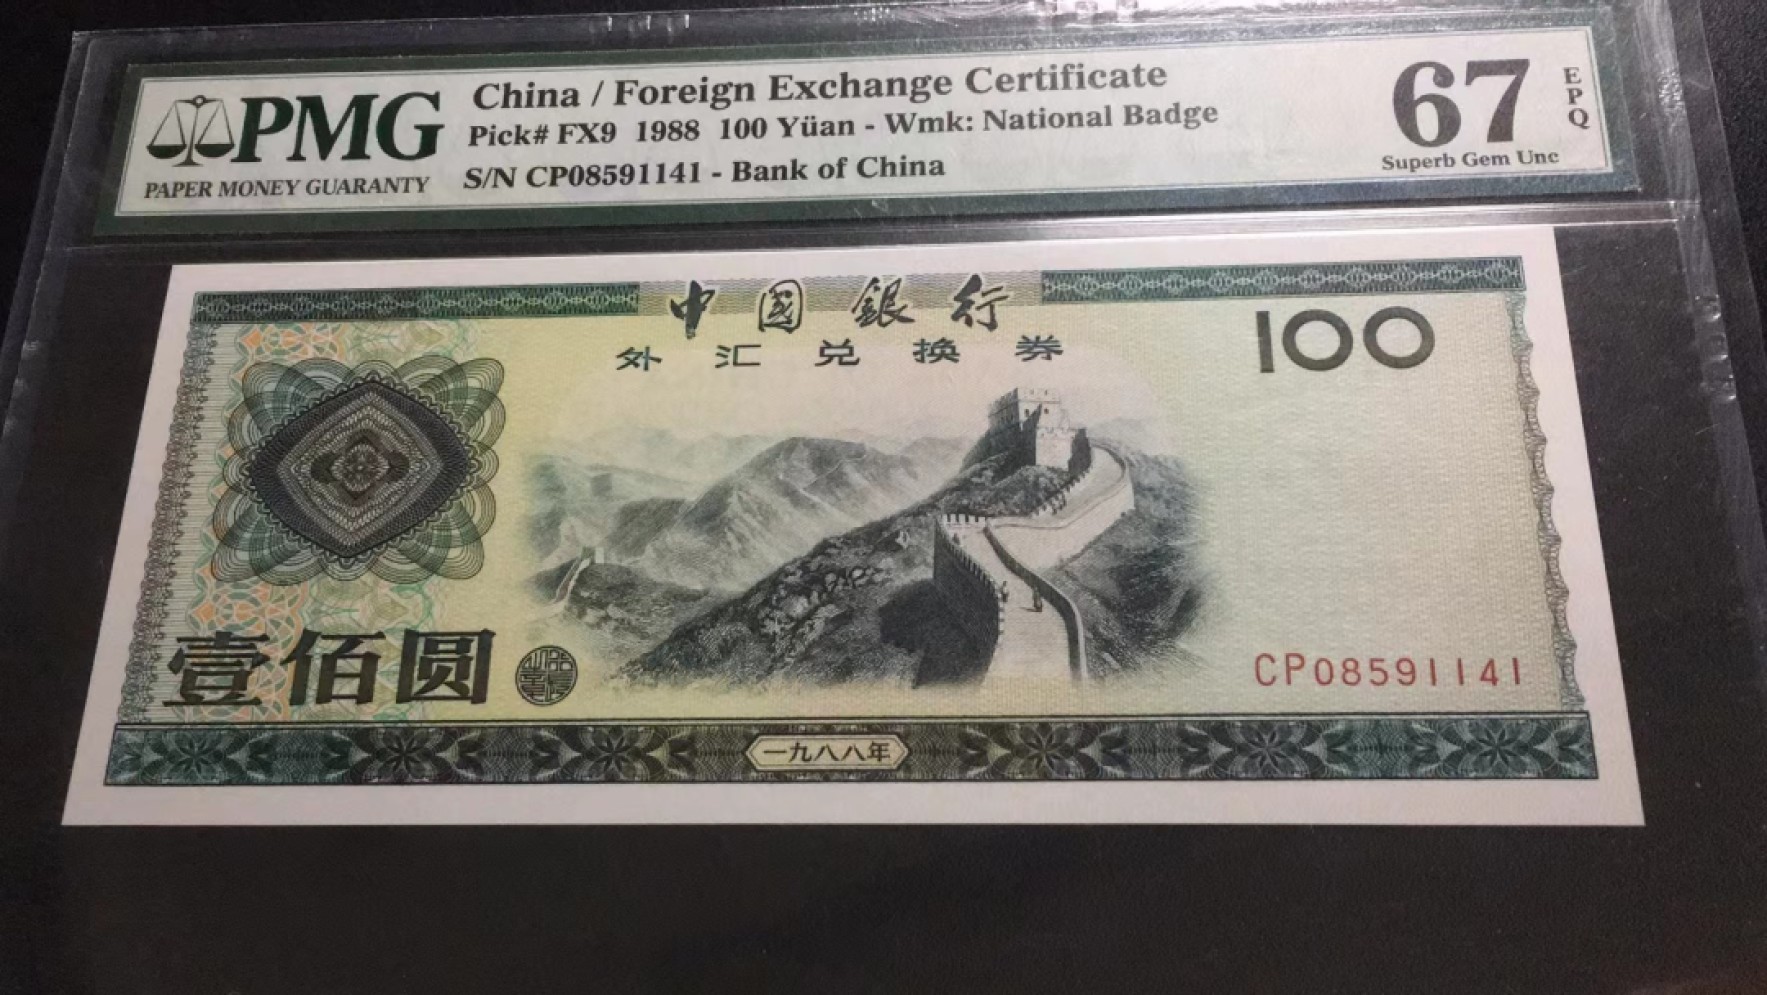 PMG
PAPER MONEY GUARANTY
China / Foreign Exchange Certificate
Pick# FX9 1988 100 Yüan - Wmk: National Badge
S/N CP08591141 - Bank of China
67
EPQ
Superb Gem Unc
中國銀行
外汇兑换券
100
壹佰圆
CP08591141
一九八八年